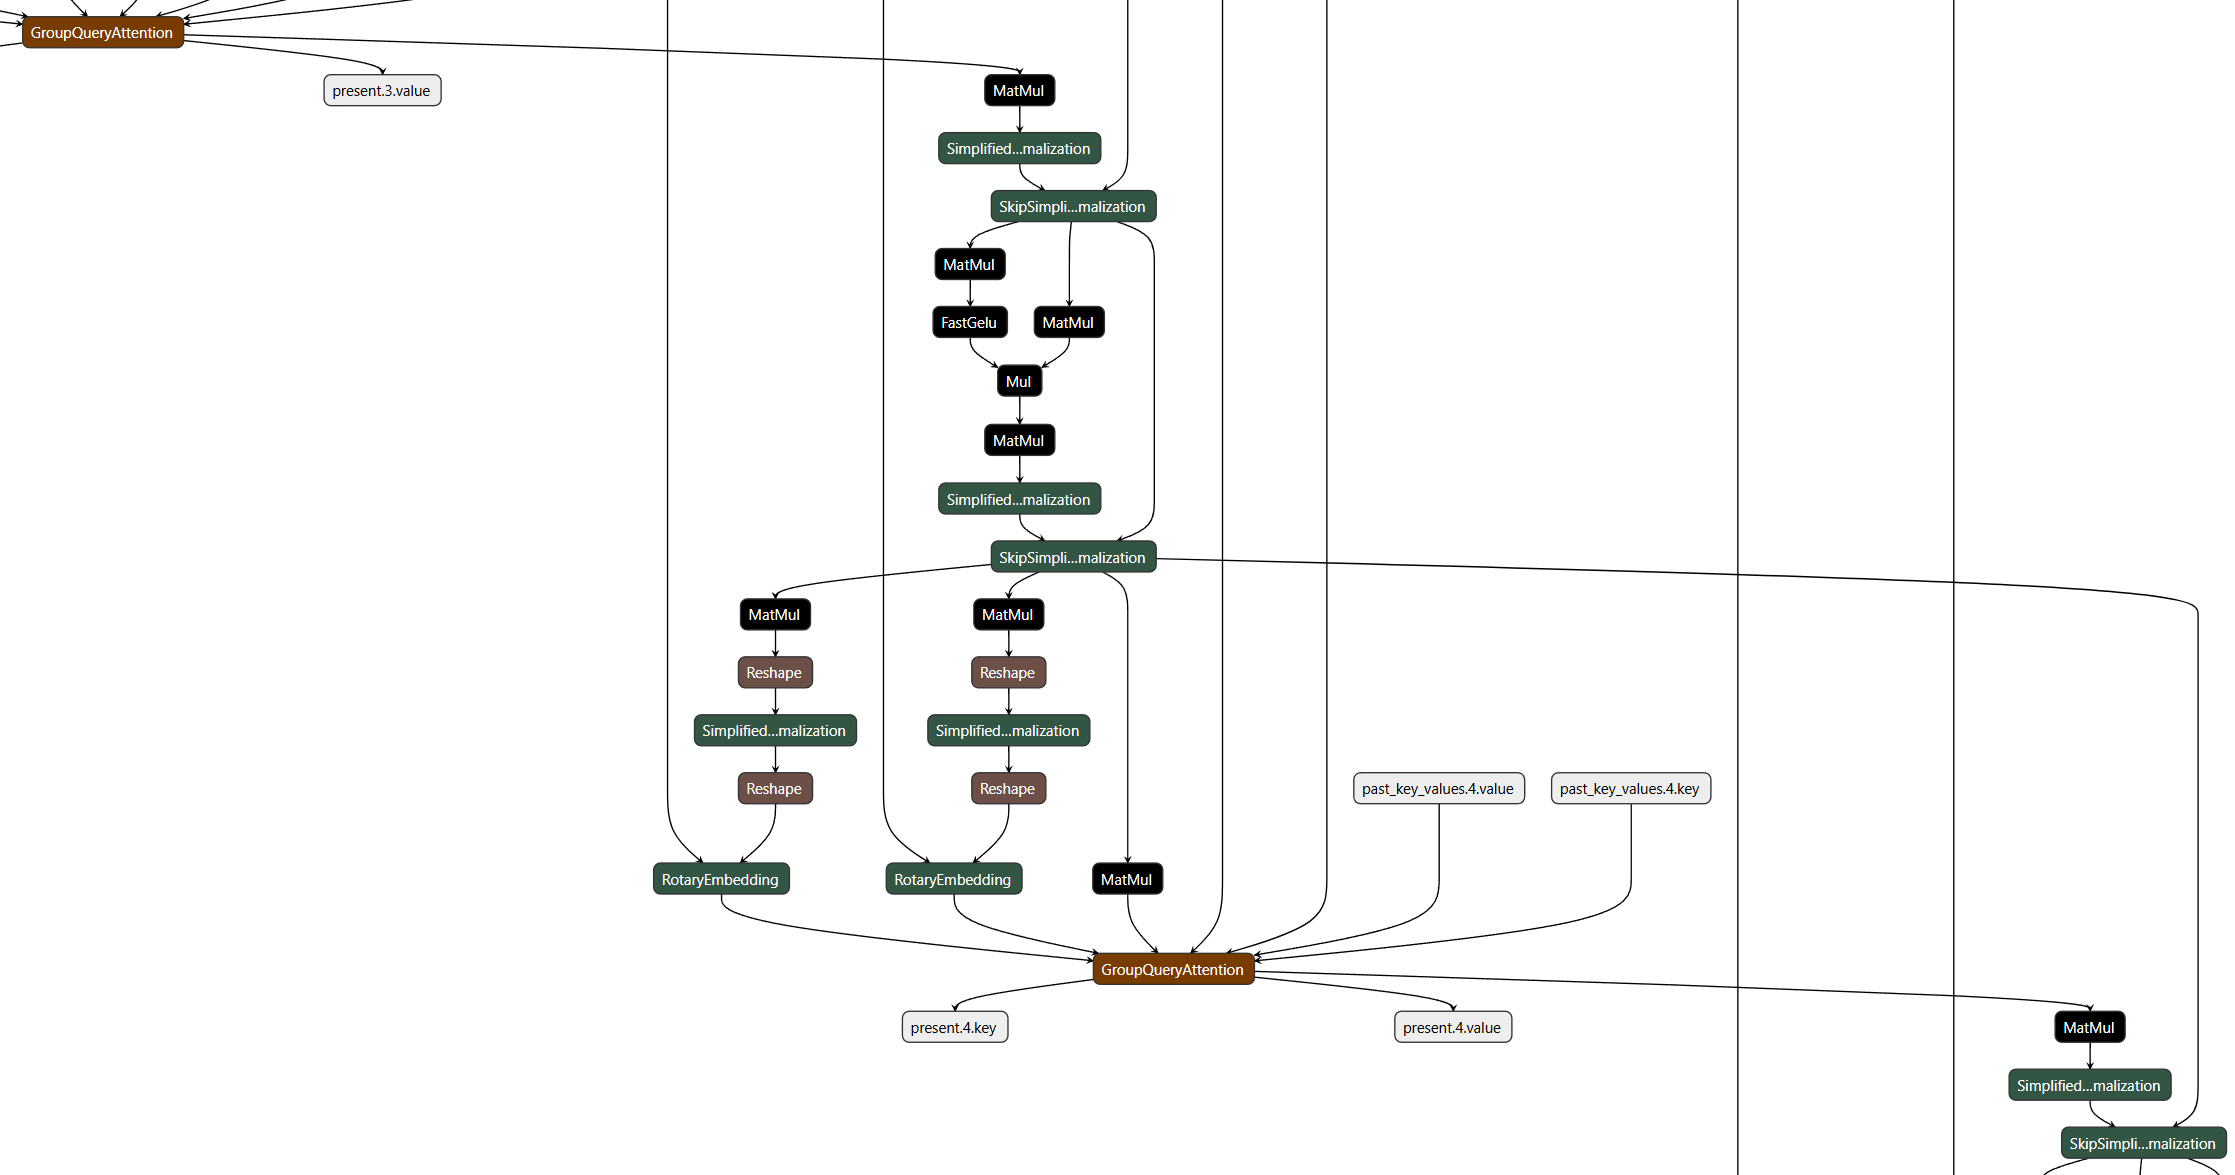 GroupQueryAttention
present.3.value
MatMul
Simplified...malization
SkipSimpli...malization
MatMul
FastGelu
MatMul
Mul
MatMul
Simplified...malization
SkipSimpli...malization
MatMul
MatMul
Reshape
Reshape
Simplified...malization
Simplified...malization
Reshape
Reshape
past_key_values.4.value
past_key_values.4.key
RotaryEmbedding
RotaryEmbedding
MatMul
GroupQueryAttention
present.4.key
present.4.value
MatMul
Simplified...malization
SkipSimpli...malization